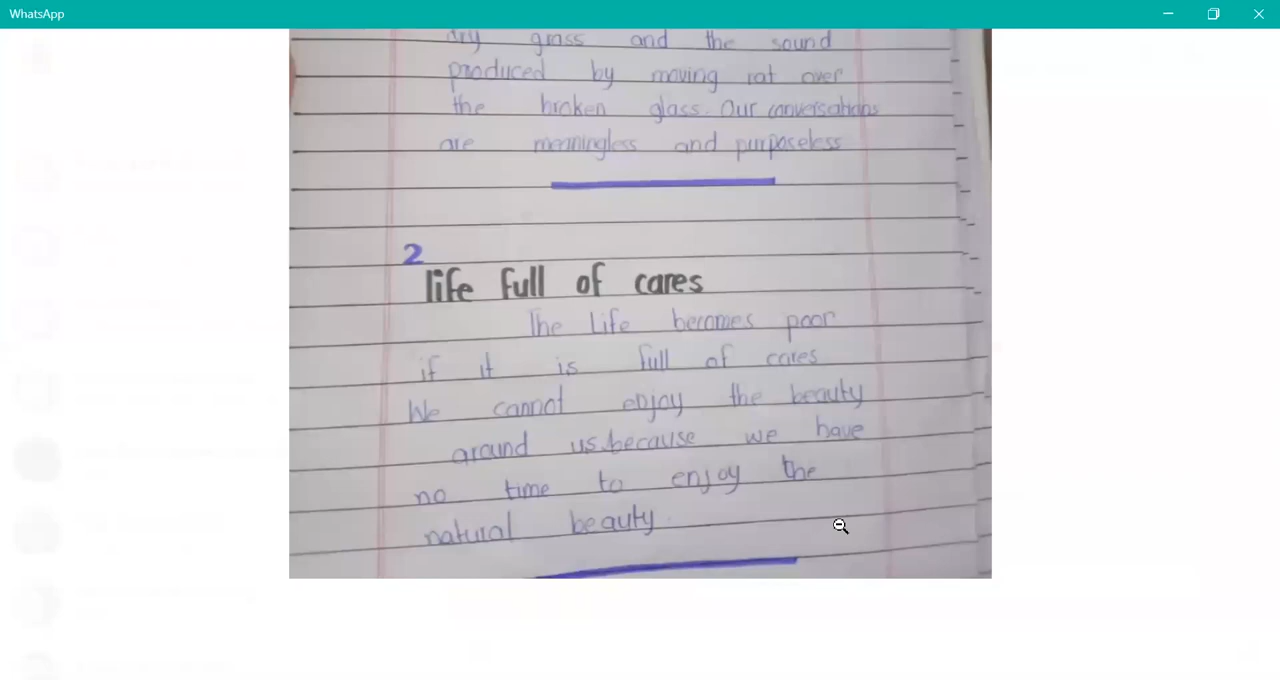 WhatsApp
dry grass and the sound
produced by moving rat over
the broken glass. Our conversations
are meaningless and purposeless
2
life full of cares
The Life becomes poor
if it is full of cares
We cannot enjoy the beauty
around us.because we have
no time to enjoy the
natural beauty.